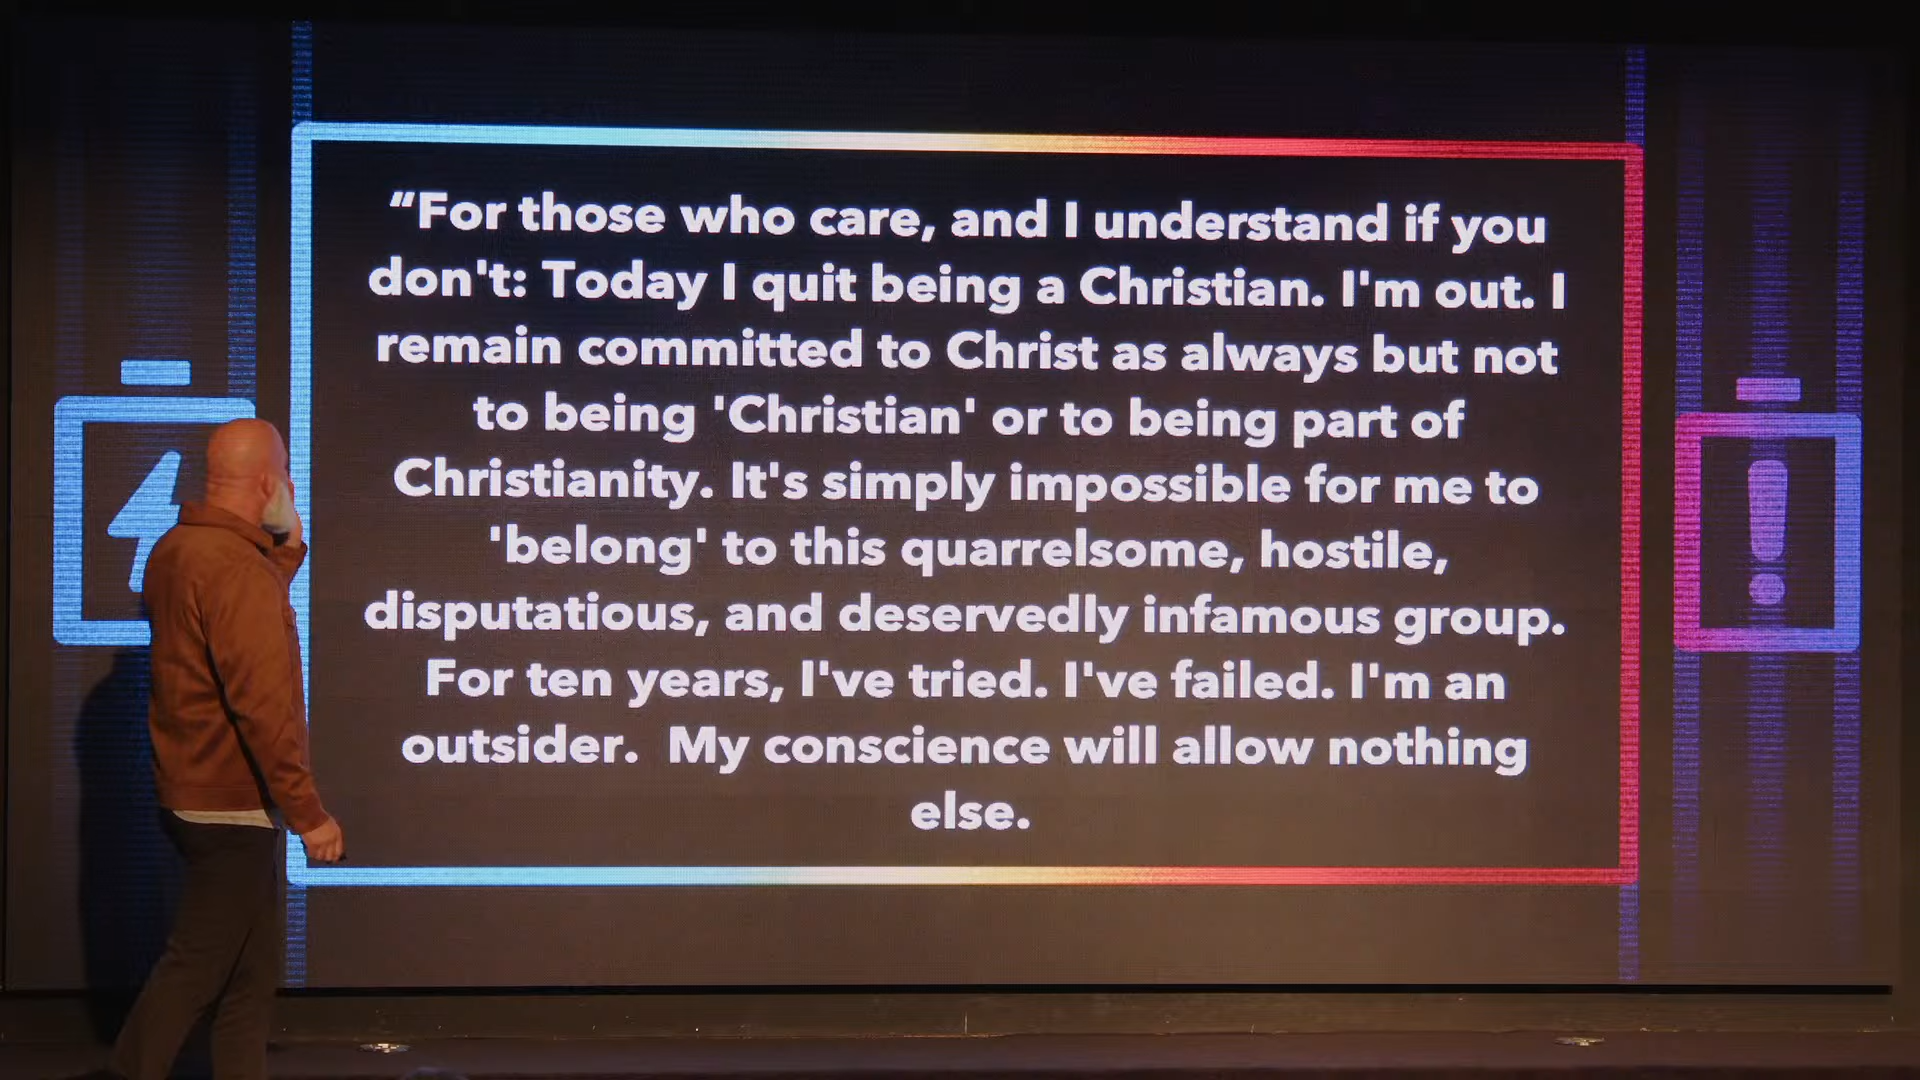 “For those who care, and I understand if you
don't: Today I quit being a Christian. I'm out. I
remain committed to Christ as always but not
to being 'Christian' or to being part of
Christianity. It's simply impossible for me to
'belong' to this quarrelsome, hostile,
disputatious, and deservedly infamous group.
For ten years, I've tried. I've failed. I'm an
outsider.  My conscience will allow nothing
else.